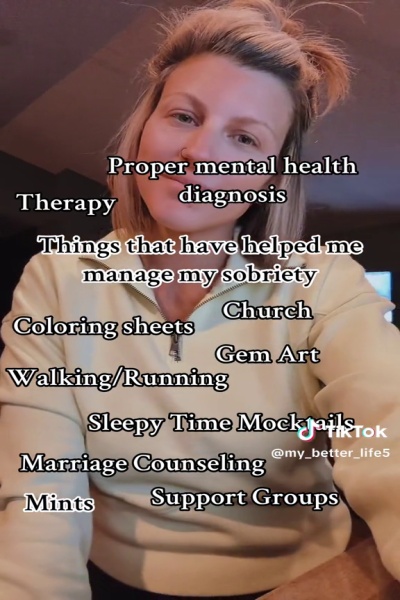 Proper mental health
diagnosis
Therapy
Things that have helped me
manage my sobriety
Church
Coloring sheets
Gem Art
Walking/Running
Sleepy Time Mocktails
TikTok
@my_better_life5
Marriage Counseling
Support Groups
Mints